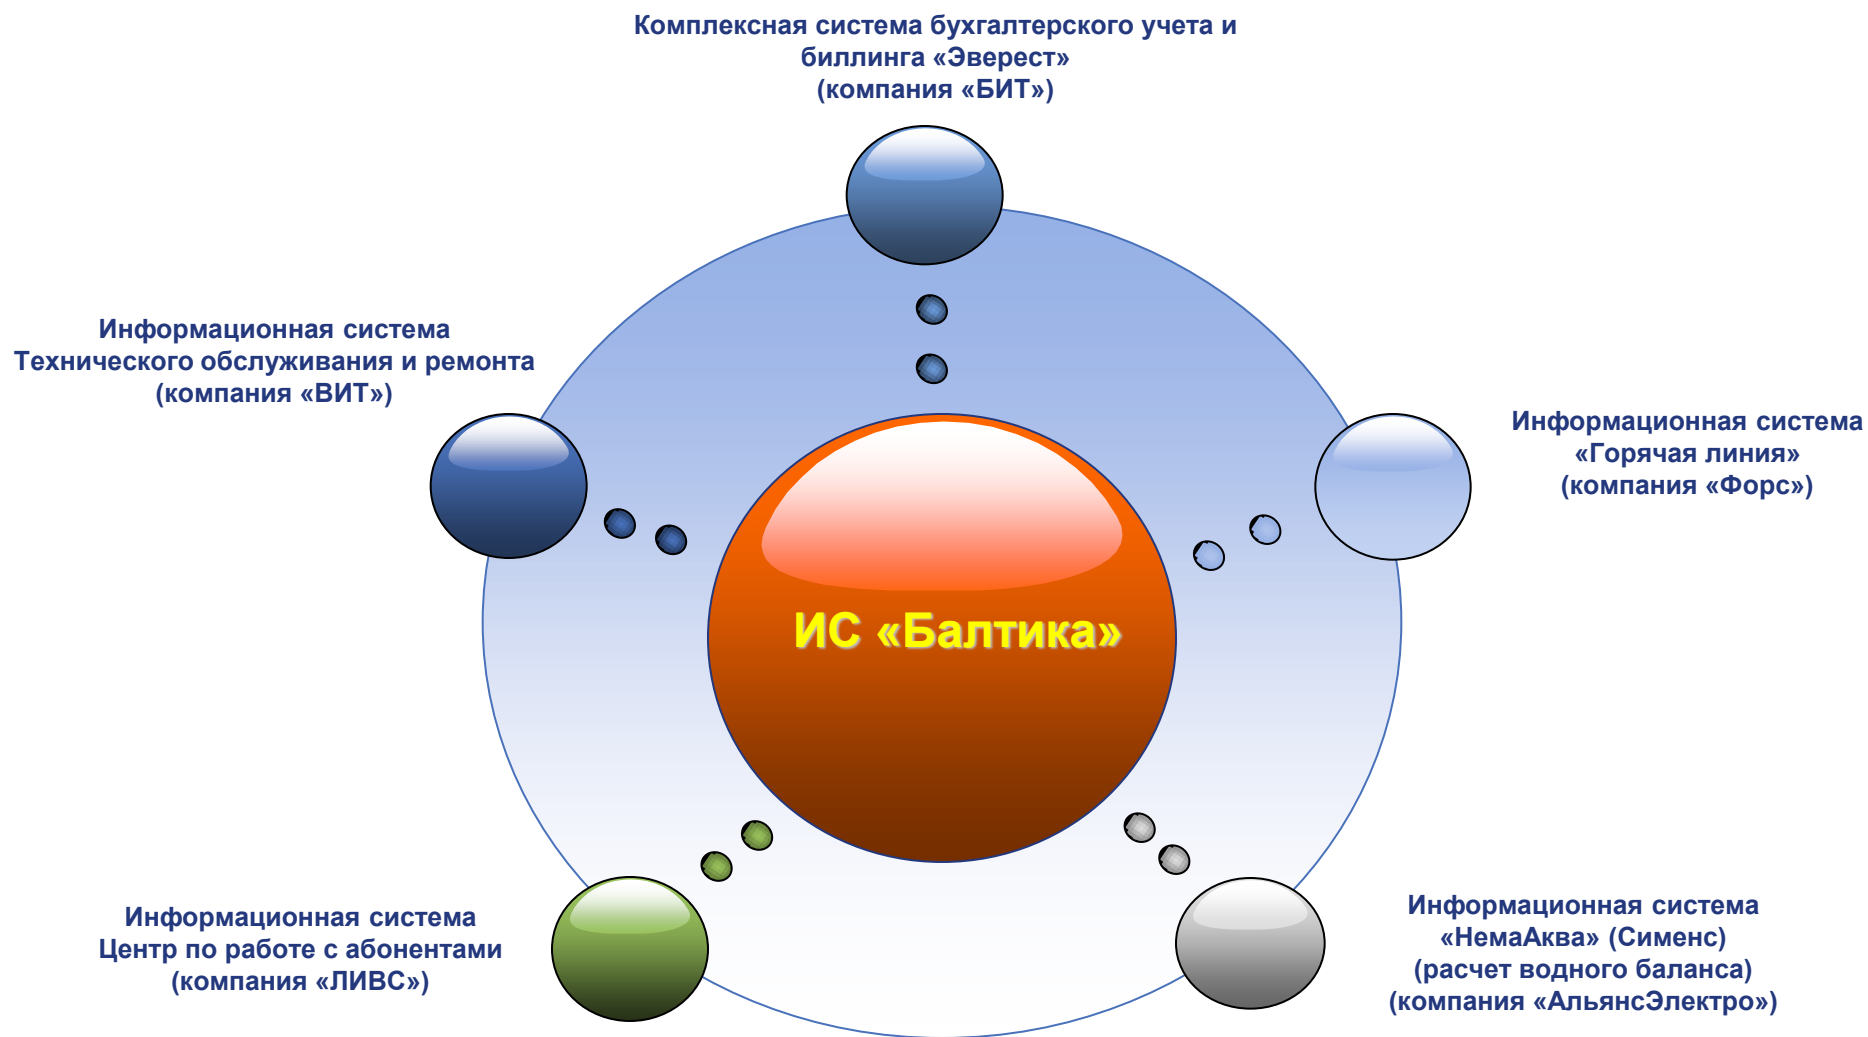 Комплексная система бухгалтерского учета и
биллинга «Эверест»
(компания «БИТ»)
Информационная система
Технического обслуживания и ремонта
(компания «ВИТ»)
Информационная система
«Горячая линия»
(компания «Форс»)
ИС «Балтика»
Информационная система
Центр по работе с абонентами
(компания «ЛИВС»)
Информационная система
«НемаАква» (Сименс)
(расчет водного баланса)
(компания «АльянсЭлектро»)